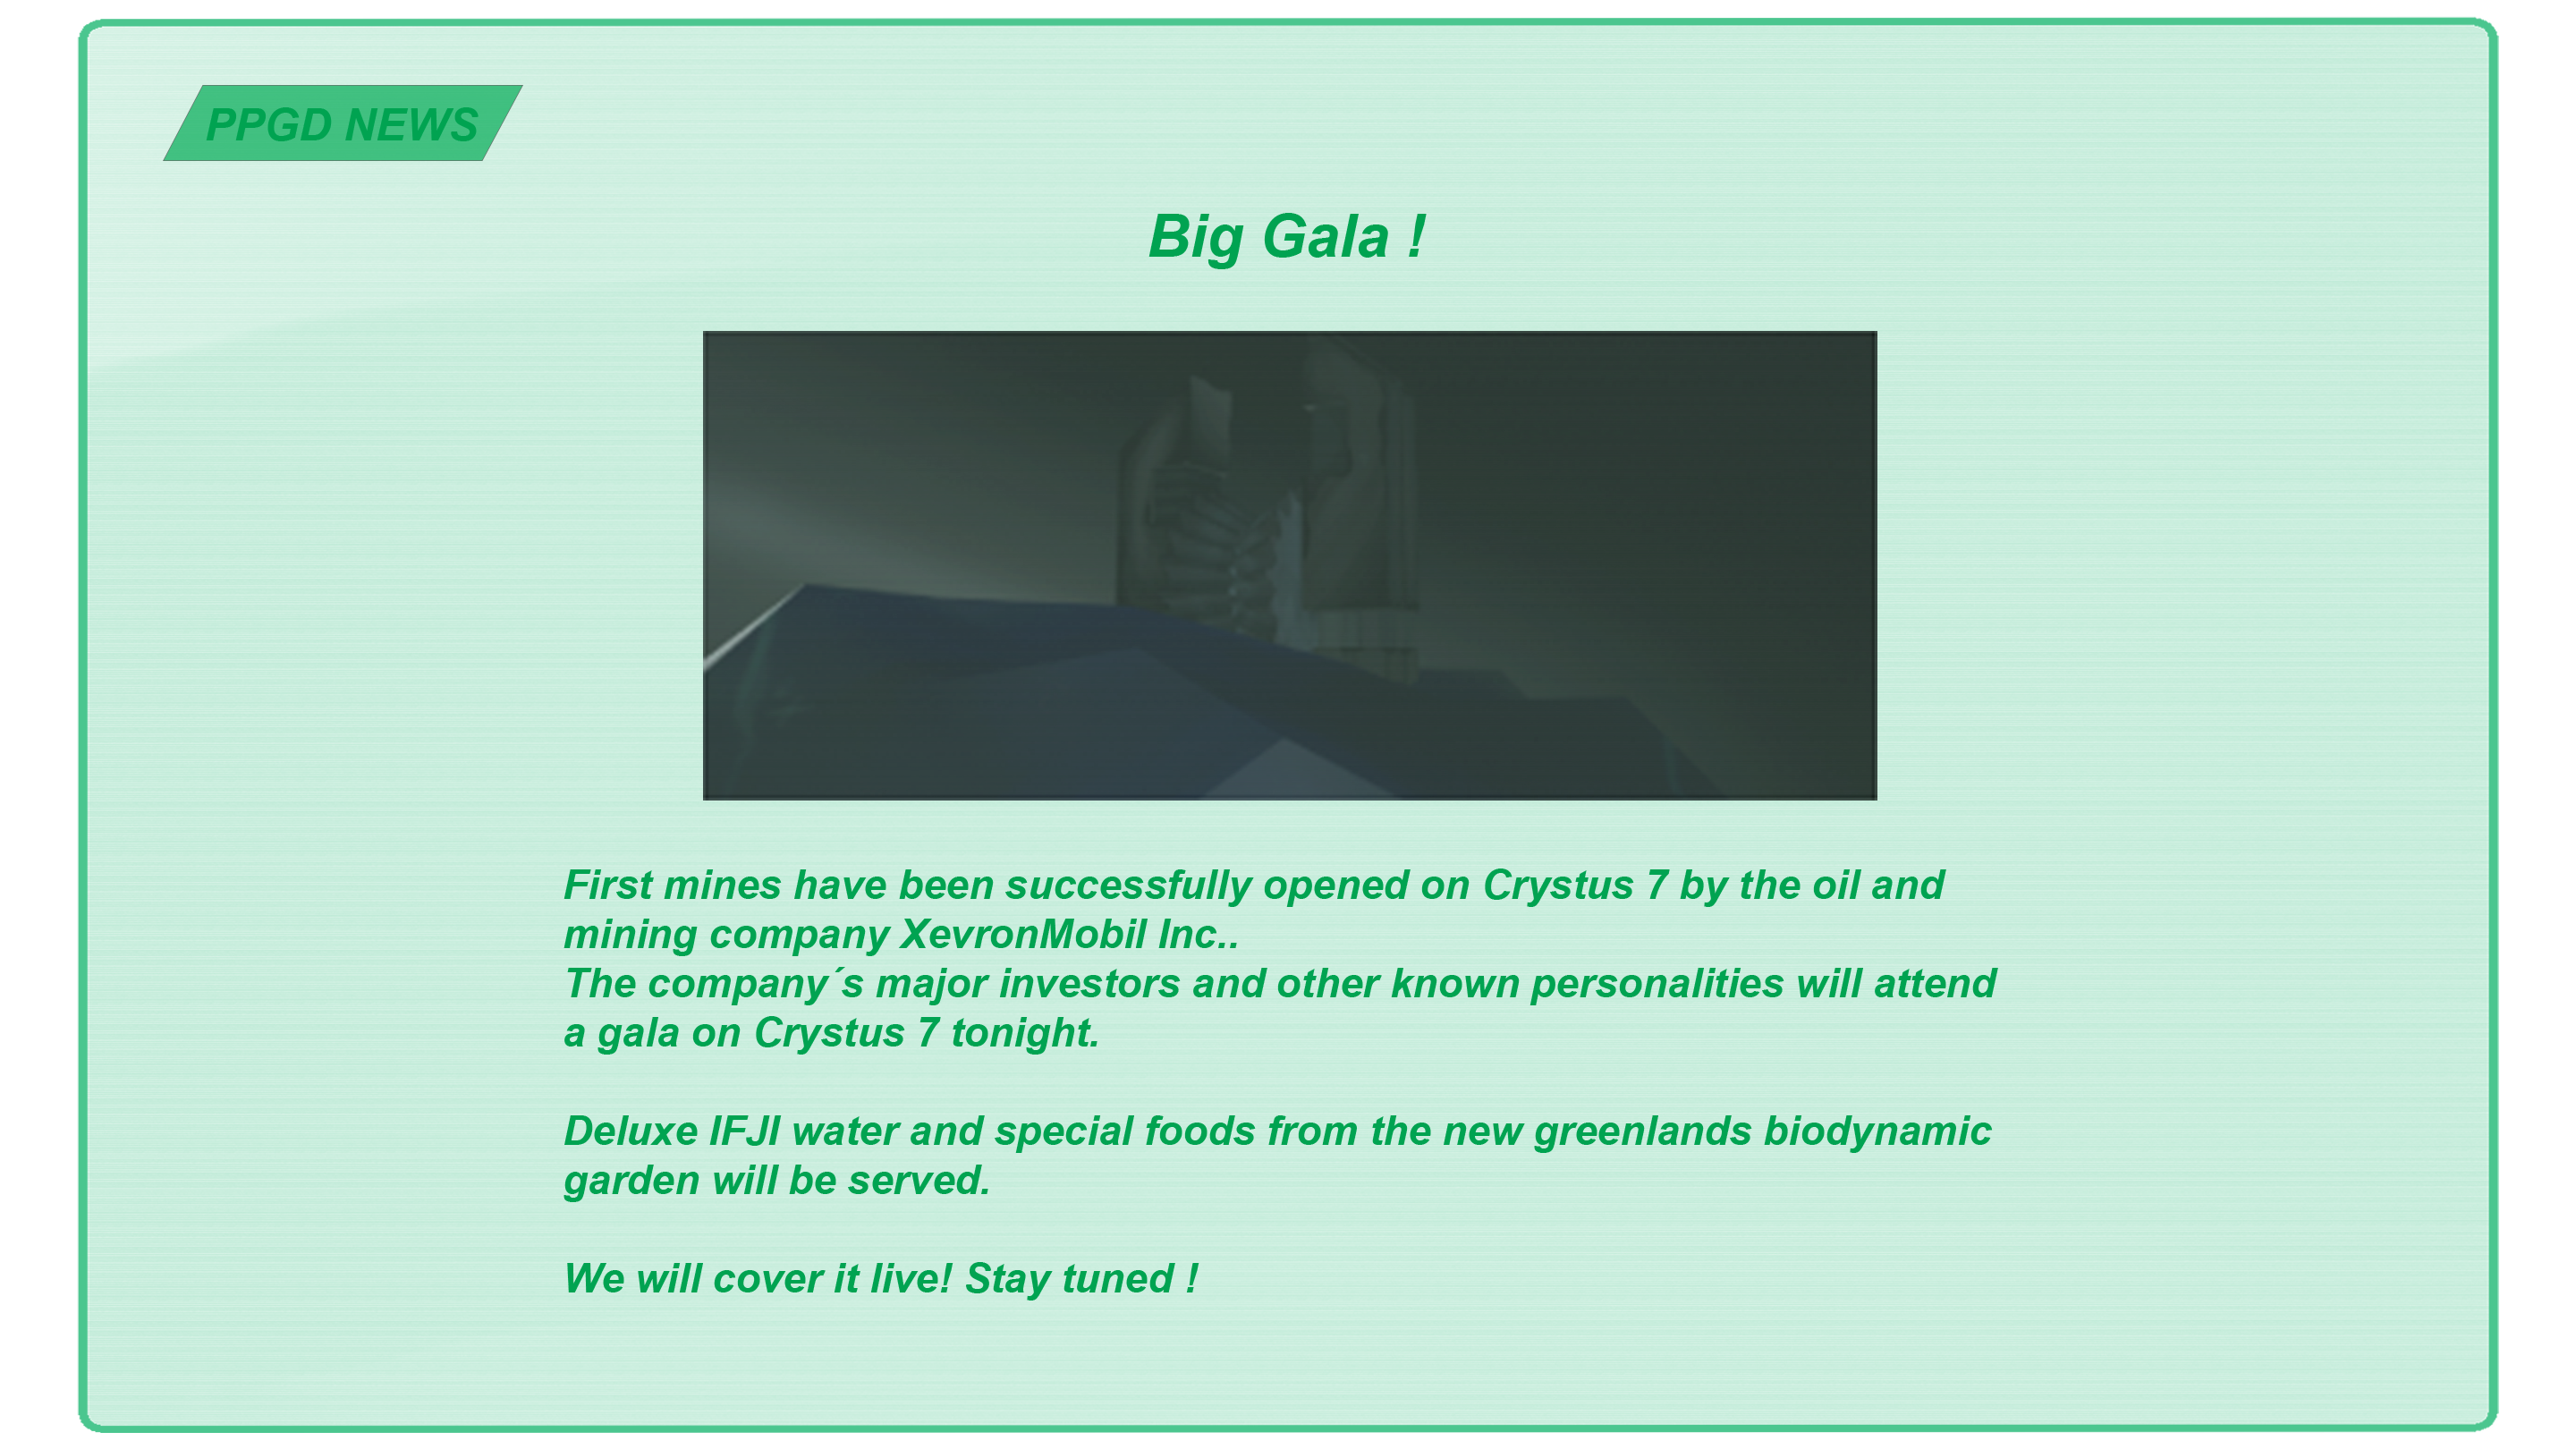 PPGD NEWS
Big Gala !
First mines have been successfully opened on Crystus 7 by the oil and
mining company XevronMobil Inc..
The company´s major investors and other known personalities will attend
a gala on Crystus 7 tonight.
Deluxe IFJI water and special foods from the new greenlands biodynamic
garden will be served.
We will cover it live! Stay tuned !